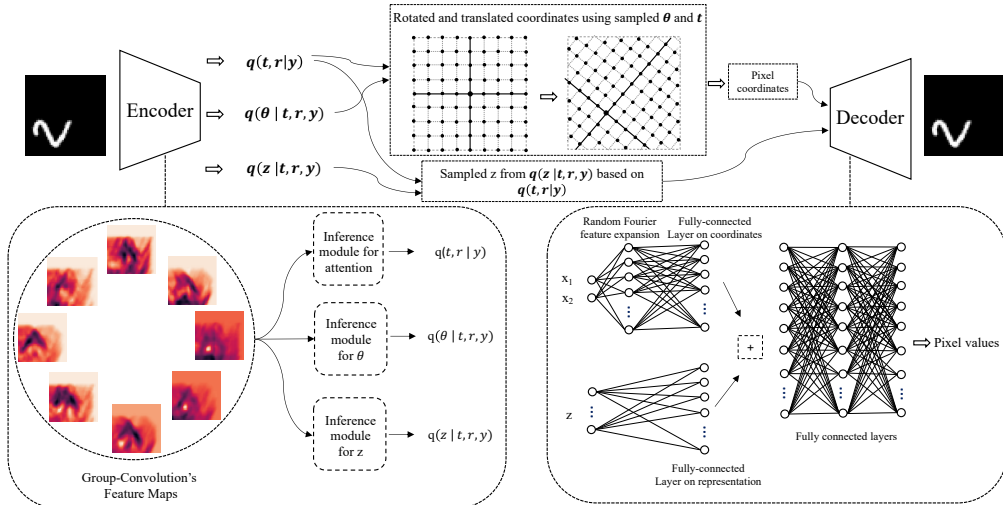 Rotated and translated coordinates using sampled θ and t
Encoder
q(t, r|y)
q(θ | t, r, y)
q(z |t, r, y)
Pixel
coordinates
Decoder
Sampled z from q(z |t, r, y) based on
q(t, r|y)
Inference
module for
attention
q(t, r | y)
Inference
module
for θ
q(θ | t, r, y)
Inference
module
for z
q(z | t, r, y)
Group-Convolution's
Feature Maps
Random Fourier
feature expansion
Fully-connected
Layer on coordinates
x₁
x₂
+
z
Fully-connected
Layer on representation
Fully connected layers
Pixel values